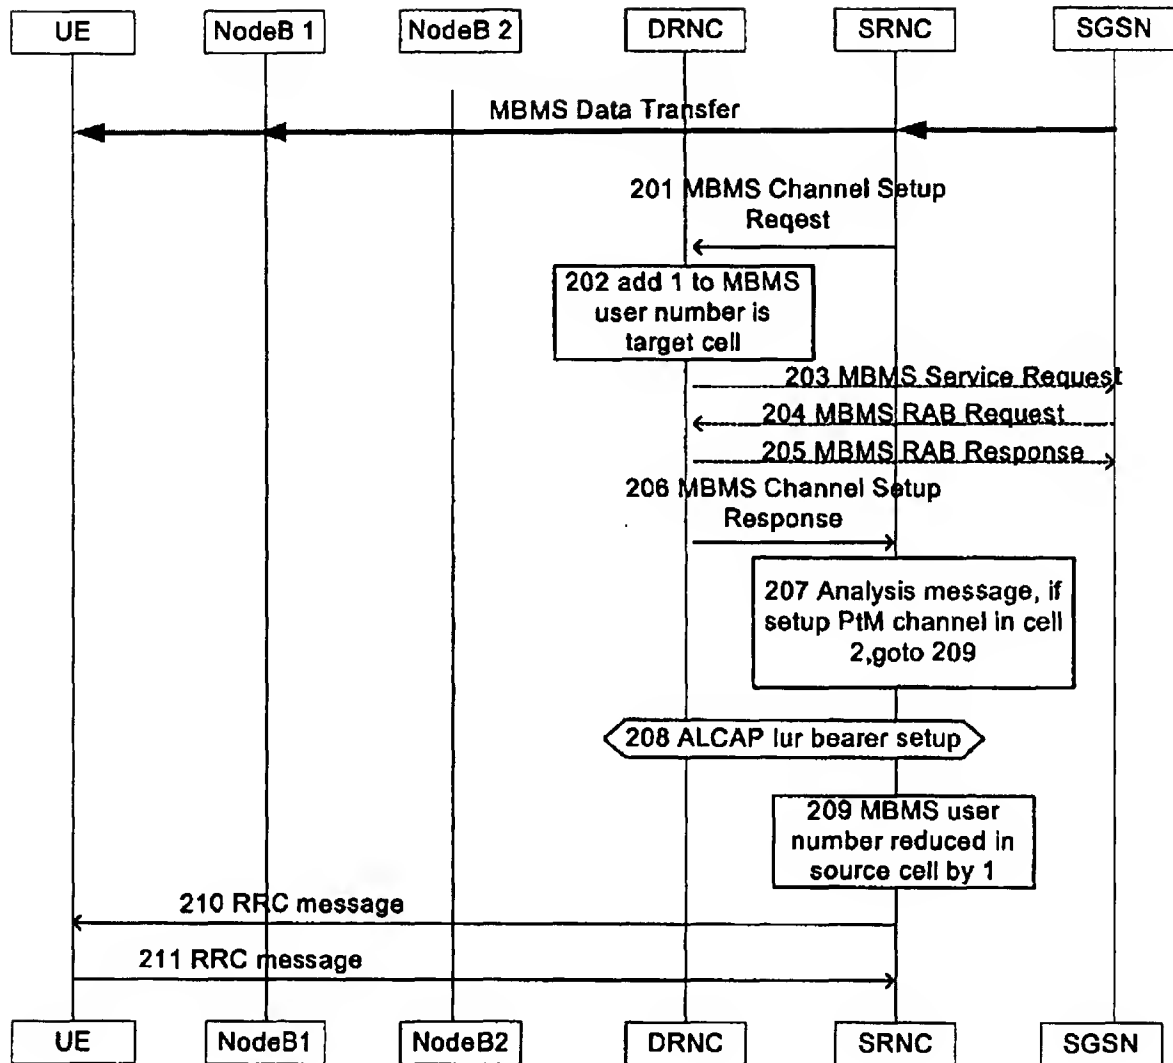 UE NodeB 1 NodeB 2 DRNC SRNC SGSN
MBMS Data Transfer
201 MBMS Channel Setup
Reqest
202 add 1 to MBMS
user number is
target cell
203 MBMS Service Request
204 MBMS RAB Request
205 MBMS RAB Response
206 MBMS Channel Setup
Response
207 Analysis message, if
setup PtM channel in cell
2,goto 209
208 ALCAP Iur bearer setup
209 MBMS user
number reduced in
source cell by 1
210 RRC message
211 RRC message
UE NodeB1 NodeB2 DRNC SRNC SGSN